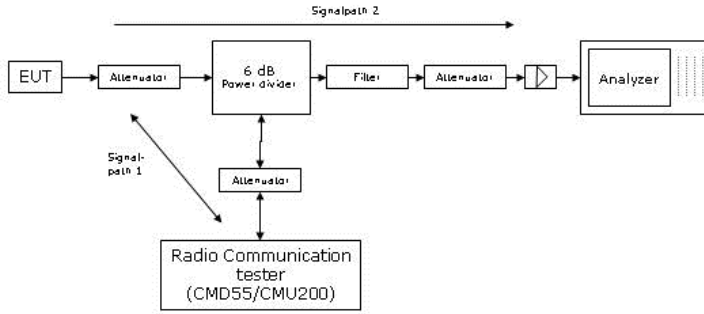 Signalpath 2
EUT
Attenuator
6 dB
Power divider
Filter
Attenuator
Analyzer
Signal-
path 1
Attenuator
Radio Communication
tester
(CMD55/CMU200)